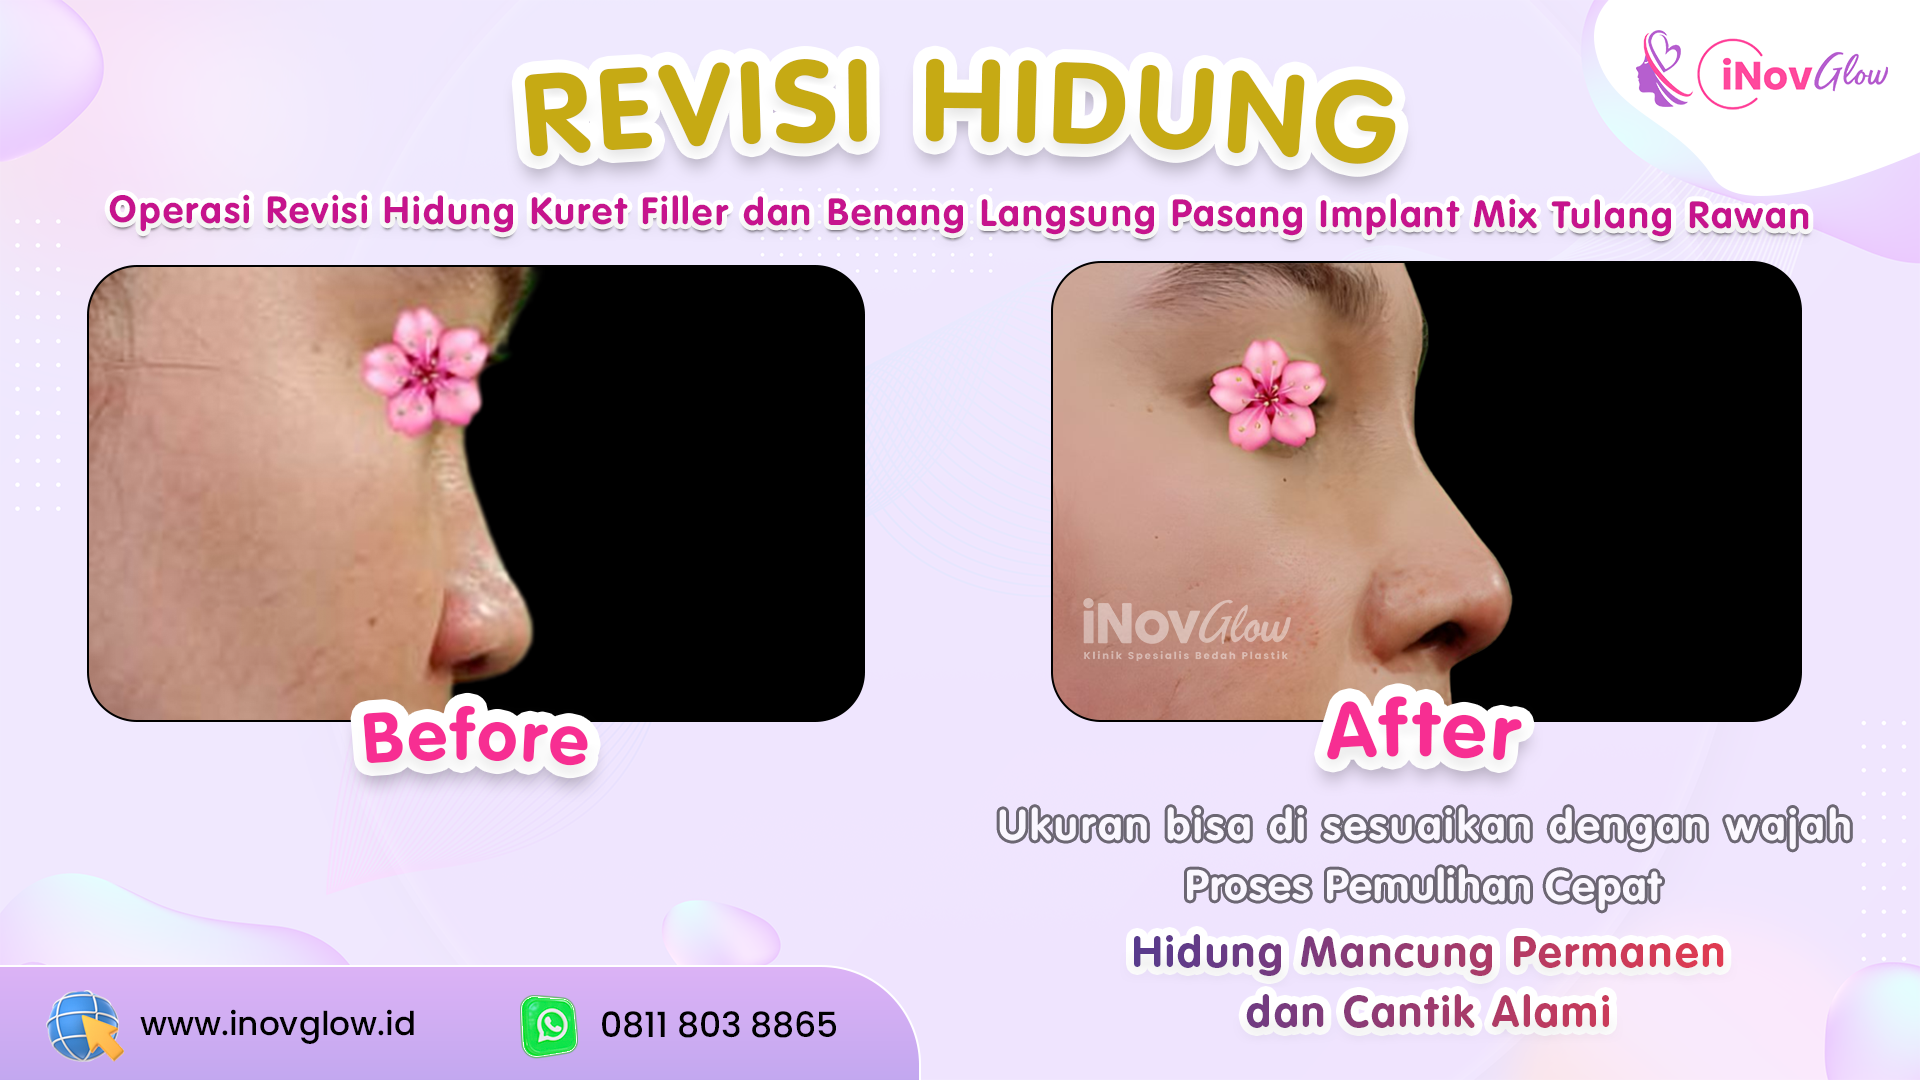 REVISI HIDUNG
iNovGlow
Operasi Revisi Hidung Kuret Filler dan Benang Langsung Pasang Implant Mix Tulang Rawan
iNovGlow
Klinik Spesialis Bedah Plastik
Before
After
Ukuran bisa di sesuaikan dengan wajah
Proses Pemulihan Cepat
Hidung Mancung Permanen
dan Cantik Alami
www.inovglow.id
0811 803 8865